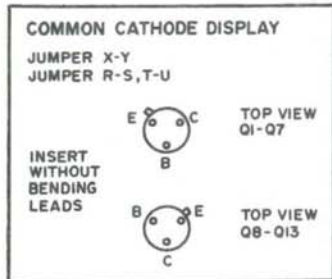 COMMON CATHODE DISPLAY
JUMPER X-Y
JUMPER R-S,T-U
E C TOP VIEW
Q1-Q7
B
INSERT
WITHOUT
BENDING
LEADS
B E TOP VIEW
Q8-Q13
C